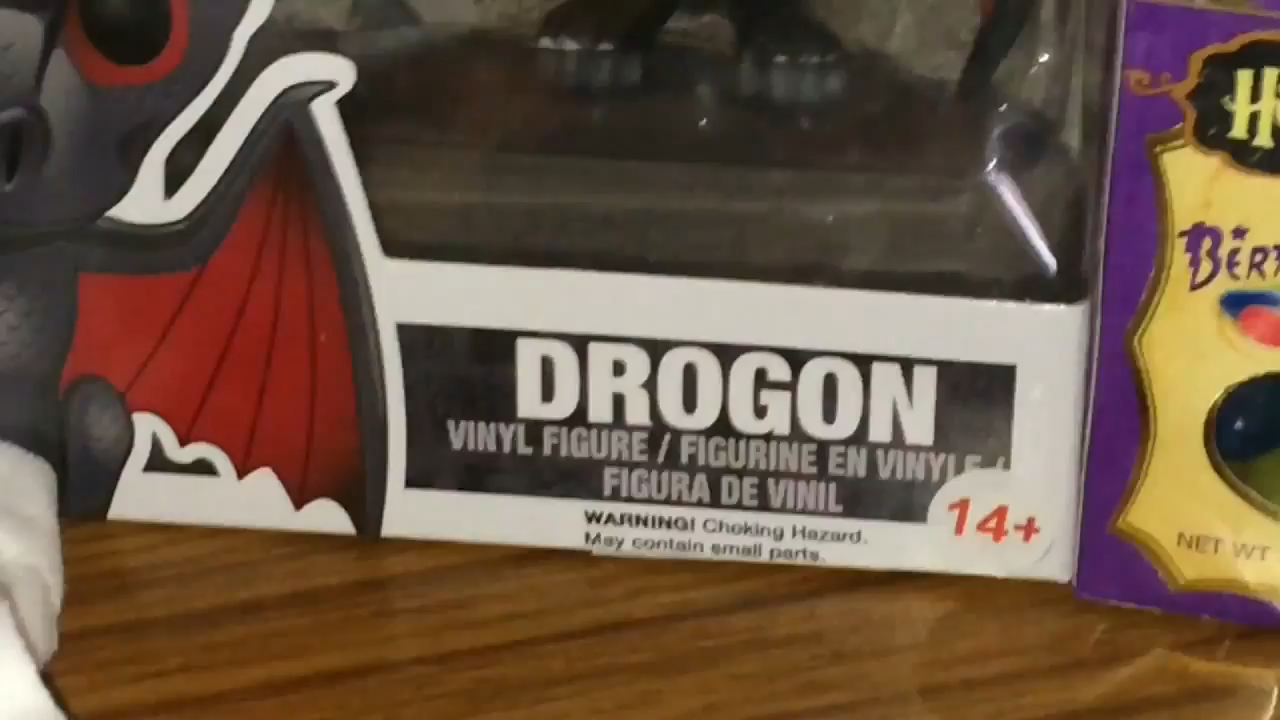 DROGON
VINYL FIGURE / FIGURINE EN VINYLE /
FIGURA DE VINIL
WARNING! Choking Hazard.
May contain small parts.
14+
H
BER
NET WT